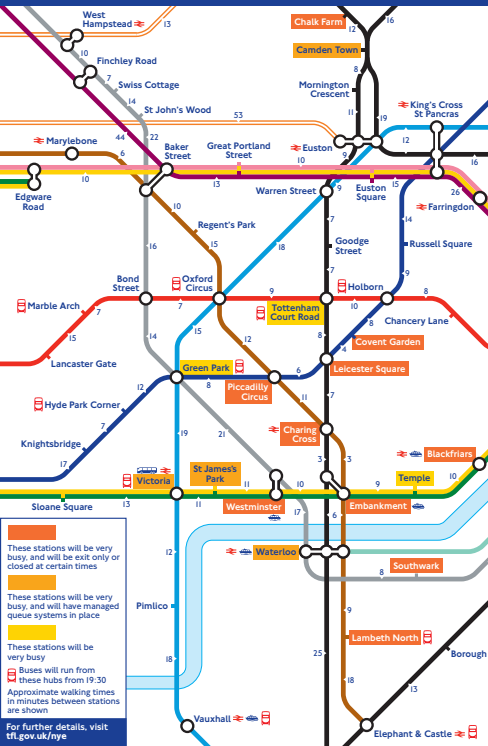 West
Hampstead
13
12
16
Chalk Farm
Camden Town
10
Finchley Road
7
Swiss Cottage
8
Mornington
Crescent
14
St John's Wood
11
19
53
King's Cross
St Pancras
44
22
Marylebone
6
Baker
Street
Great Portland
Street
Euston
12
10
9
16
10
13
15
26
Edgware
Road
Warren Street
9
Euston
Square
Farringdon
10
7
14
Regent's Park
16
15
18
Goodge
Street
Russell Square
7
9
Bond
Street
Oxford
Circus
Holborn
Marble Arch
7
7
9
10
8
Tottenham
Court Road
15
15
8
Chancery Lane
14
12
8
4
Covent Garden
Lancaster Gate
Green Park
Leicester Square
12
8
6
Piccadilly
Circus
Hyde Park Corner
11
7
7
19
21
Charing
Cross
Knightsbridge
17
3
3
Blackfriars
Victoria
St James's
Park
Temple
10
11
10
9
Sloane Square
13
11
Westminster
17
6
Embankment
12
Waterloo
Southwark
8
These stations will be very
busy, and will be exit only or
closed at certain times
These stations will be very
busy, and will have managed
queue systems in place
These stations will be
very busy
Buses will run from
these hubs from 19:30
Approximate walking times
in minutes between stations
are shown
For further details, visit
tfl.gov.uk/nye
Pimlico
9
Lambeth North
25
Borough
18
18
13
Vauxhall
Elephant & Castle